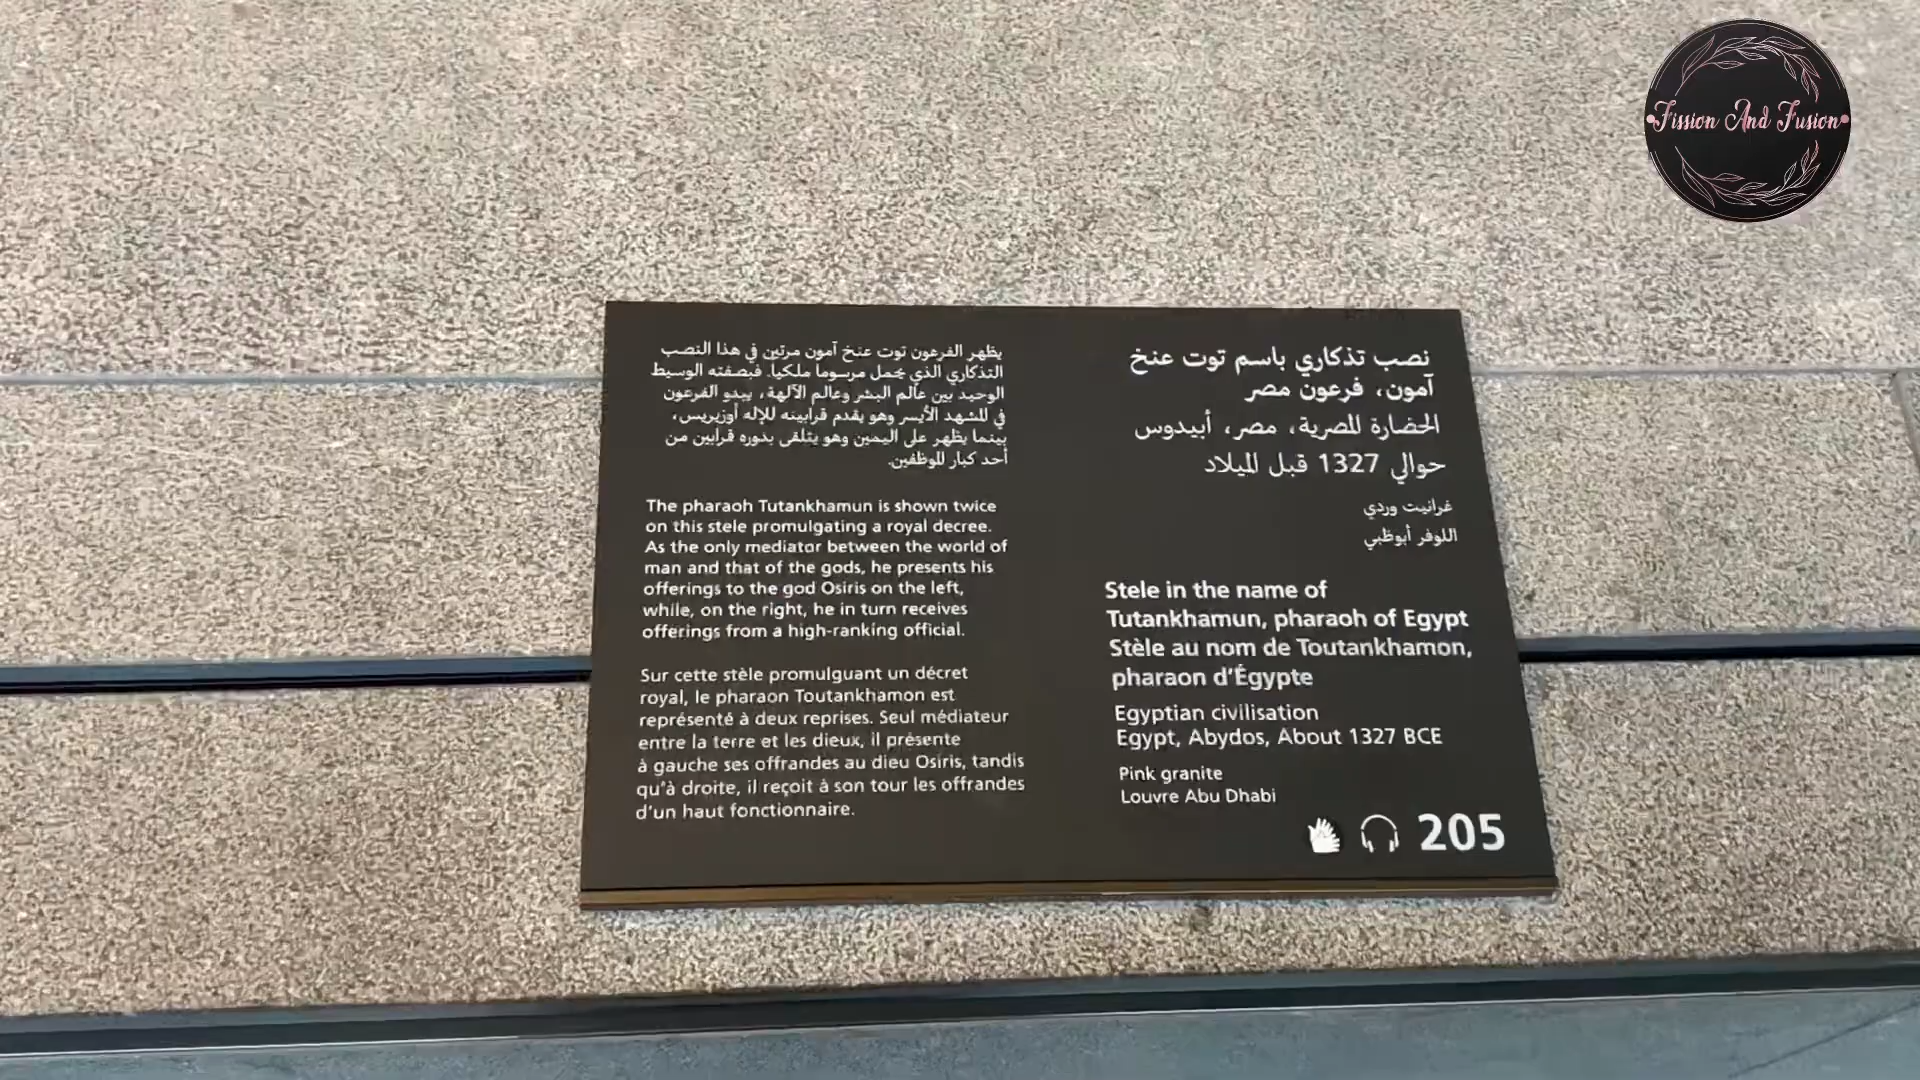 Fission And Fusion
يظهر الفرعون توت عنخ آمون مرتين في هذا النصب
التذكاري الذي يحمل مرسوما ملكيا. فبصفته الوسيط
الوحيد بين عالم البشر وعالم الآلهة، يبدو الفرعون
في المشهد الأيسر وهو يقدم قرابينه للإله أوزيريس،
بينما يظهر على اليمين وهو يتلقى بدوره قرابين من
أحد كبار الموظفين.
The pharaoh Tutankhamun is shown twice
on this stele promulgating a royal decree.
As the only mediator between the world of
man and that of the gods, he presents his
offerings to the god Osiris on the left,
while, on the right, he in turn receives
offerings from a high-ranking official.
Sur cette stèle promulguant un décret
royal, le pharaon Toutankhamon est
représenté à deux reprises. Seul médiateur
entre la terre et les dieux, il présente
à gauche ses offrandes au dieu Osiris, tandis
qu'à droite, il reçoit à son tour les offrandes
d'un haut fonctionnaire.
نصب تذكاري باسم توت عنخ
آمون، فرعون مصر
الحضارة المصرية، مصر، أبيدوس
حوالي 1327 قبل الميلاد
غرانيت وردي
اللوفر أبوظبي
Stele in the name of
Tutankhamun, pharaoh of Egypt
Stèle au nom de Toutankhamon,
pharaon d'Égypte
Egyptian civilisation
Egypt, Abydos, About 1327 BCE
Pink granite
Louvre Abu Dhabi
205